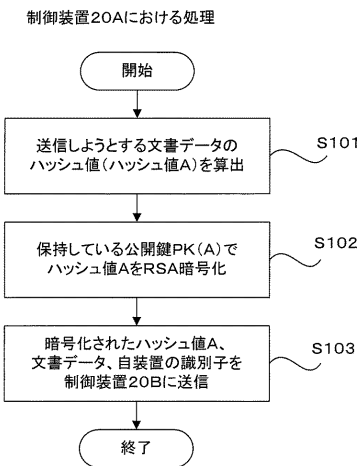 制御装置20Aにおける処理
開始
送信しようとする文書データの
ハッシュ値(ハッシュ値A)を算出
S101
保持している公開鍵PK(A)で
ハッシュ値AをRSA暗号化
S102
暗号化されたハッシュ値A、
文書データ、自装置の識別子を
制御装置20Bに送信
S103
終了